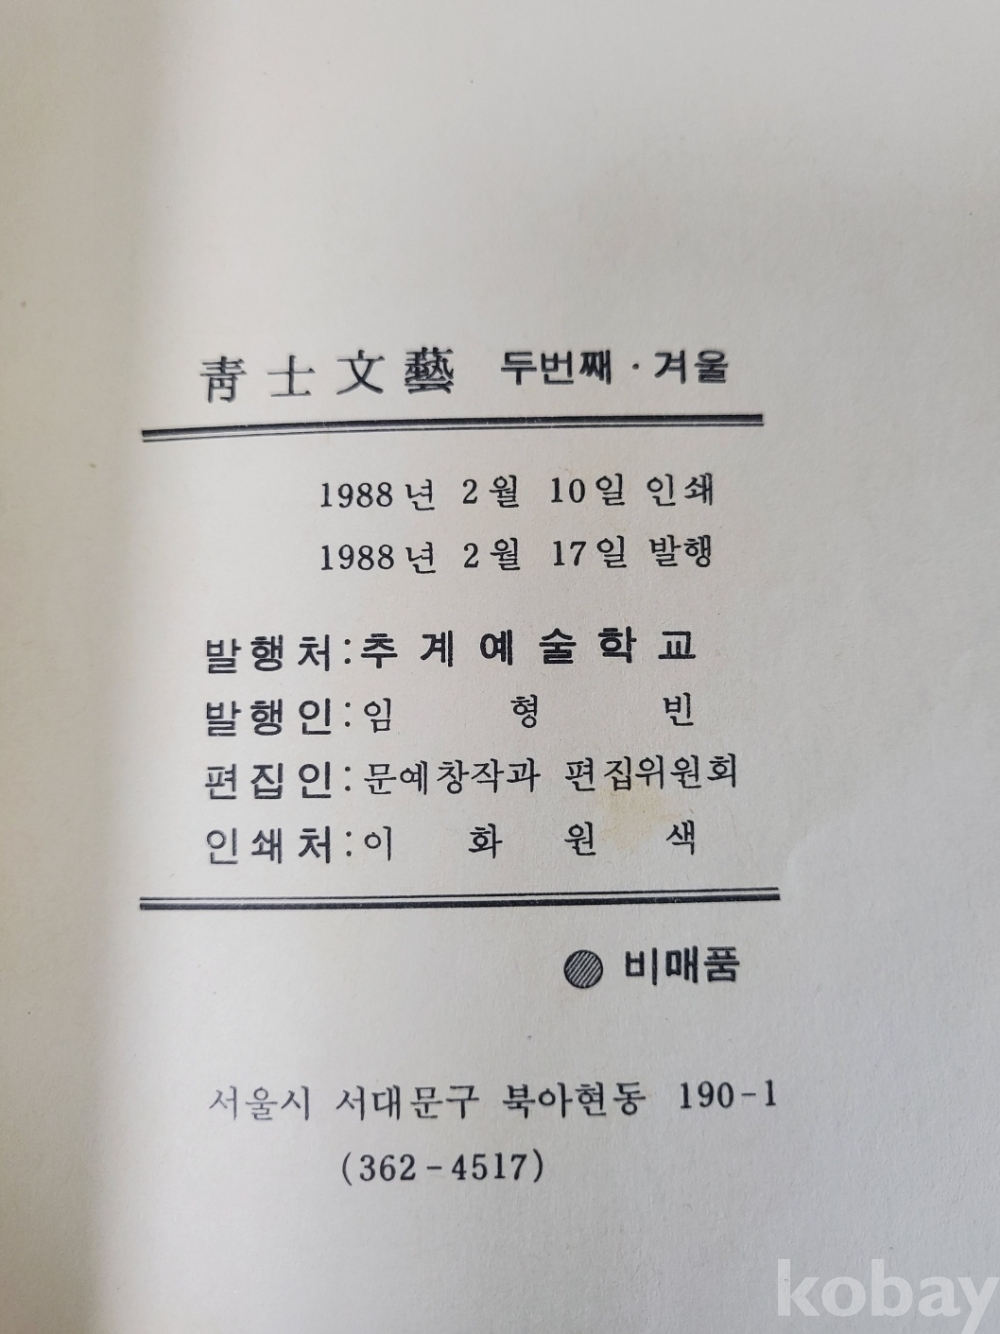 靑士文藝 두번째 · 겨울
1988년 2월 10일 인쇄
1988년 2월 17일 발행
발행처:추계예술학교
발행인:임형빈
편집인:문예창작과 편집위원회
인쇄처:이화원색
비매품
서울시 서대문구 북아현동 190-1
(362-4517)
kobay